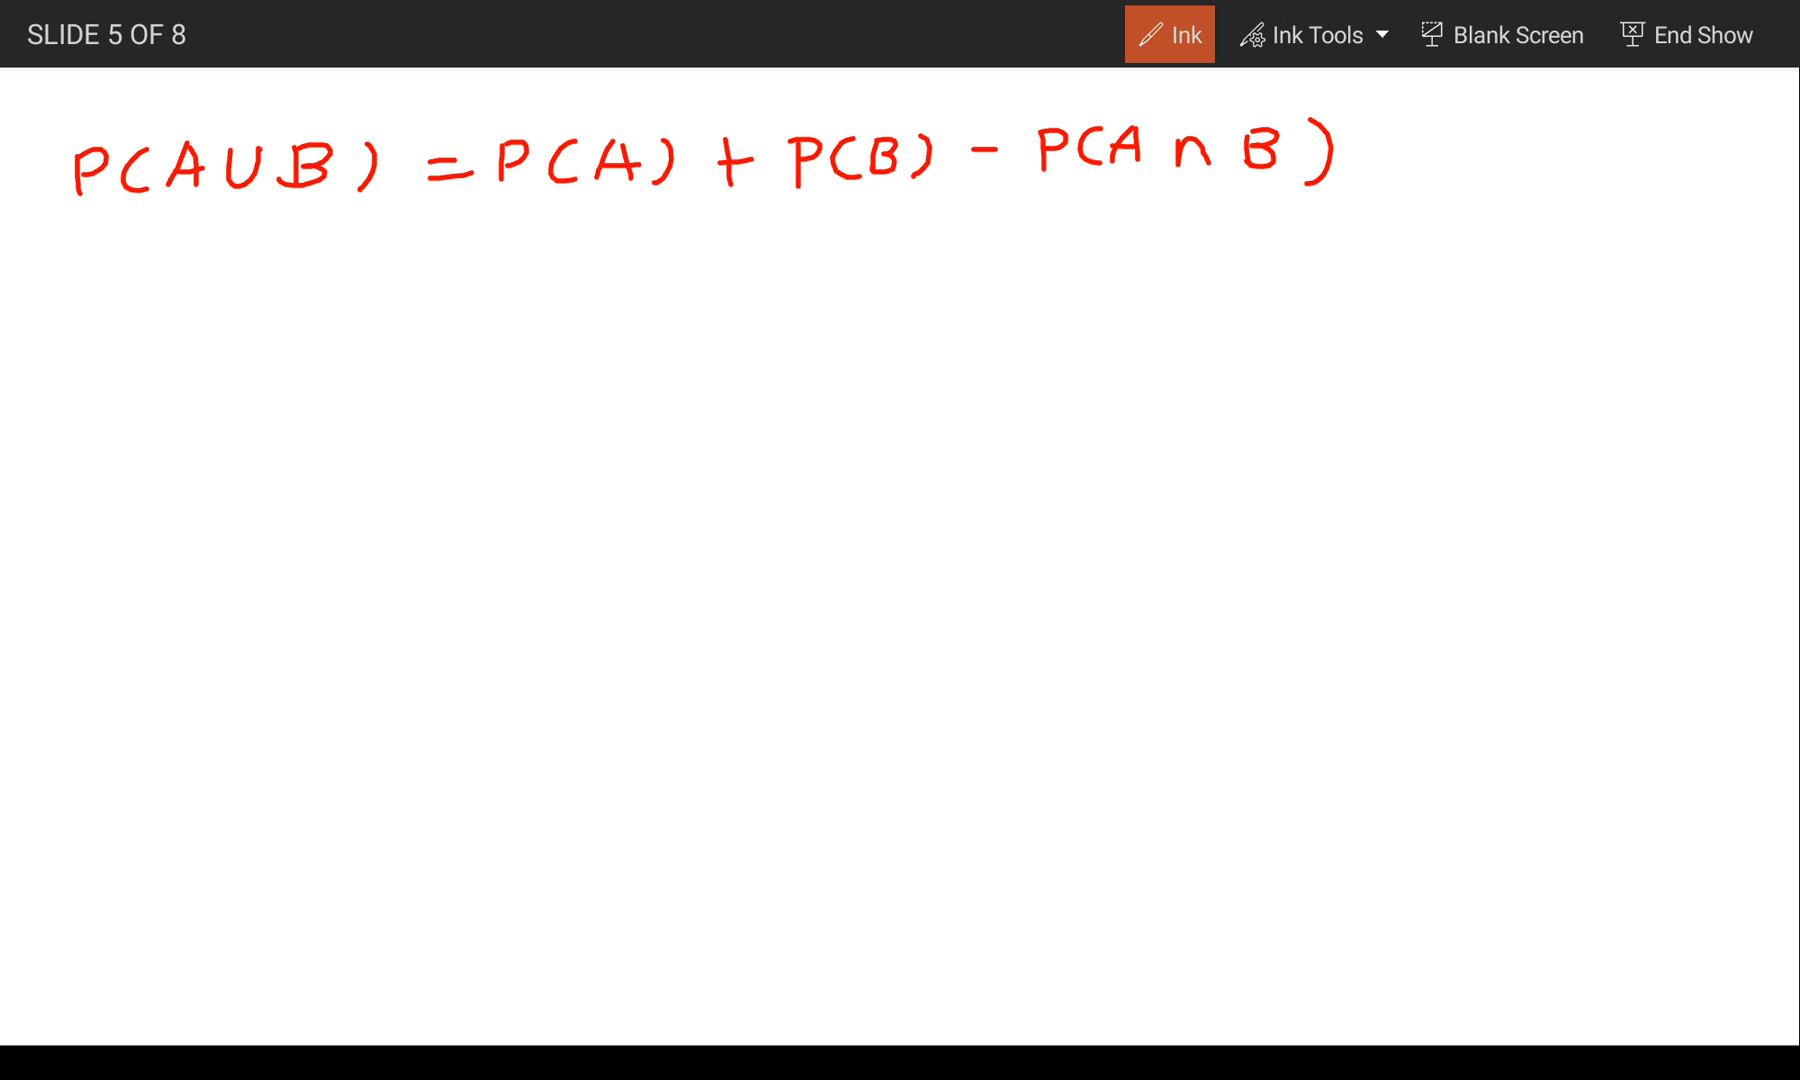 SLIDE 5 OF 8 Ink Ink Tools Blank Screen End Show
P(A∪B) = P(A) + P(B) - P(A∩B)